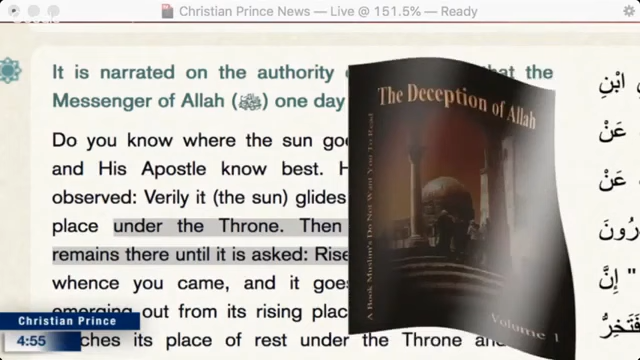 Christian Prince News — Live @ 151.5% — Ready
It is narrated on the authority that the
Messenger of Allah (ﷺ) one day
Do you know where the sun
and His Apostle know best.
observed: Verily it (the sun) glides
place under the Throne. Then
remains there until it is asked: Rise
whence you came, and it goes
emerging out from its rising place
its place of rest under the Throne
The Deception of Allah
A Book Muslim's Do Not Want You To Read
Volume 1
ابْنِ
عَنْ
عَنْ
" إِنَّ
Christian Prince
4:55